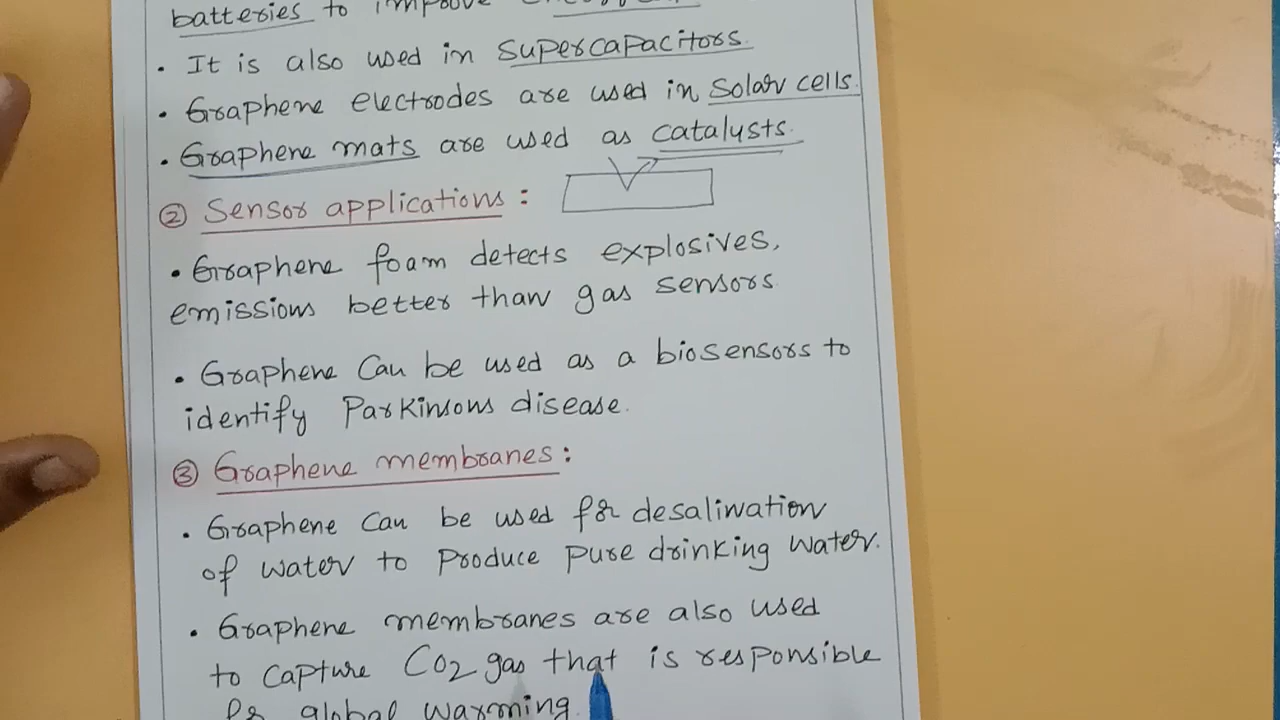 batteries to improve
• It is also used in supercapacitors.
• Graphene electrodes are used in solar cells.
• Graphene mats are used as catalysts.
② Sensor applications :
• Graphene foam detects explosives,
emissions better than gas sensors
• Graphene can be used as a biosensors to
identify Parkinsons disease.
③ Graphene membranes :
• Graphene can be used for desalination
of water to produce pure drinking water.
• Graphene membranes are also used
to capture CO2 gas that is responsible
for global warming.